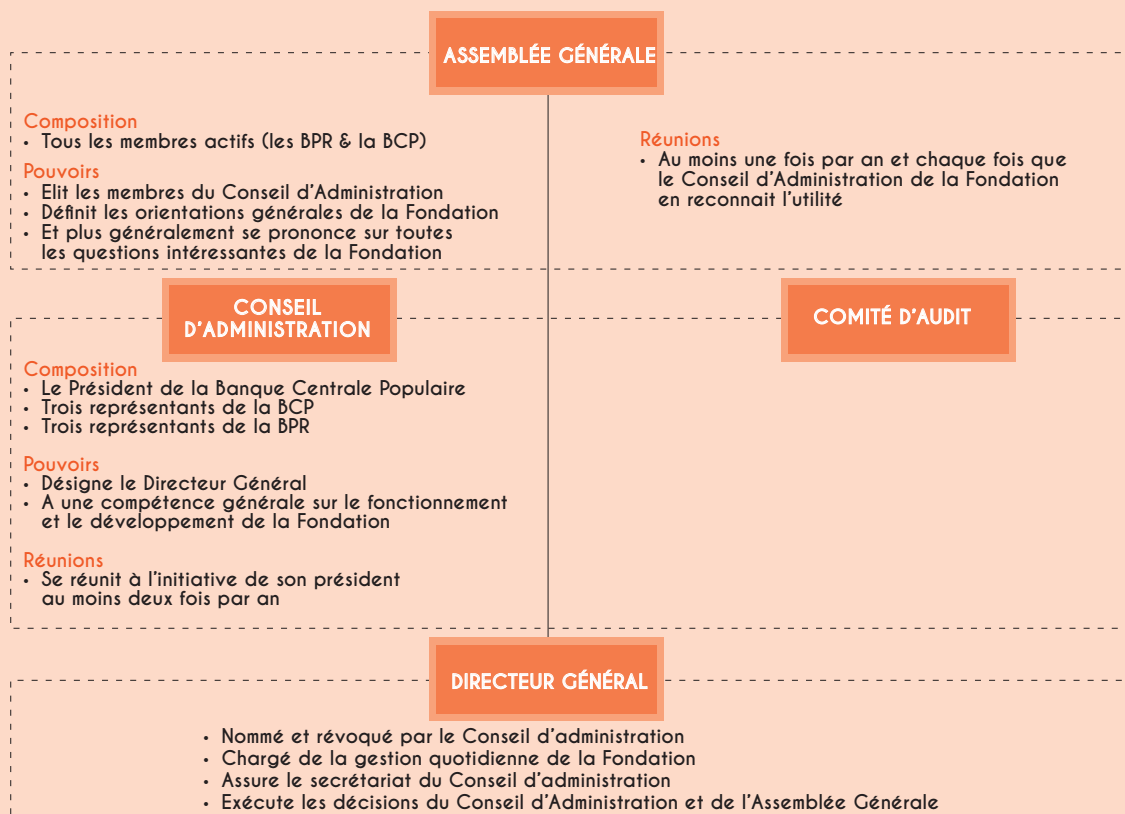 ASSEMBLÉE GÉNÉRALE
Composition
• Tous les membres actifs (les BPR & la BCP)
Pouvoirs
• Elit les membres du Conseil d'Administration
• Définit les orientations générales de la Fondation
• Et plus généralement se prononce sur toutes
les questions intéressantes de la Fondation
Réunions
• Au moins une fois par an et chaque fois que
le Conseil d'Administration de la Fondation
en reconnait l'utilité
CONSEIL
D'ADMINISTRATION
Composition
• Le Président de la Banque Centrale Populaire
• Trois représentants de la BCP
• Trois représentants de la BPR
Pouvoirs
• Désigne le Directeur Général
• A une compétence générale sur le fonctionnement
et le développement de la Fondation
Réunions
• Se réunit à l'initiative de son président
au moins deux fois par an
COMITÉ D'AUDIT
DIRECTEUR GÉNÉRAL
• Nommé et révoqué par le Conseil d'administration
• Chargé de la gestion quotidienne de la Fondation
• Assure le secrétariat du Conseil d'administration
• Exécute les décisions du Conseil d'Administration et de l'Assemblée Générale